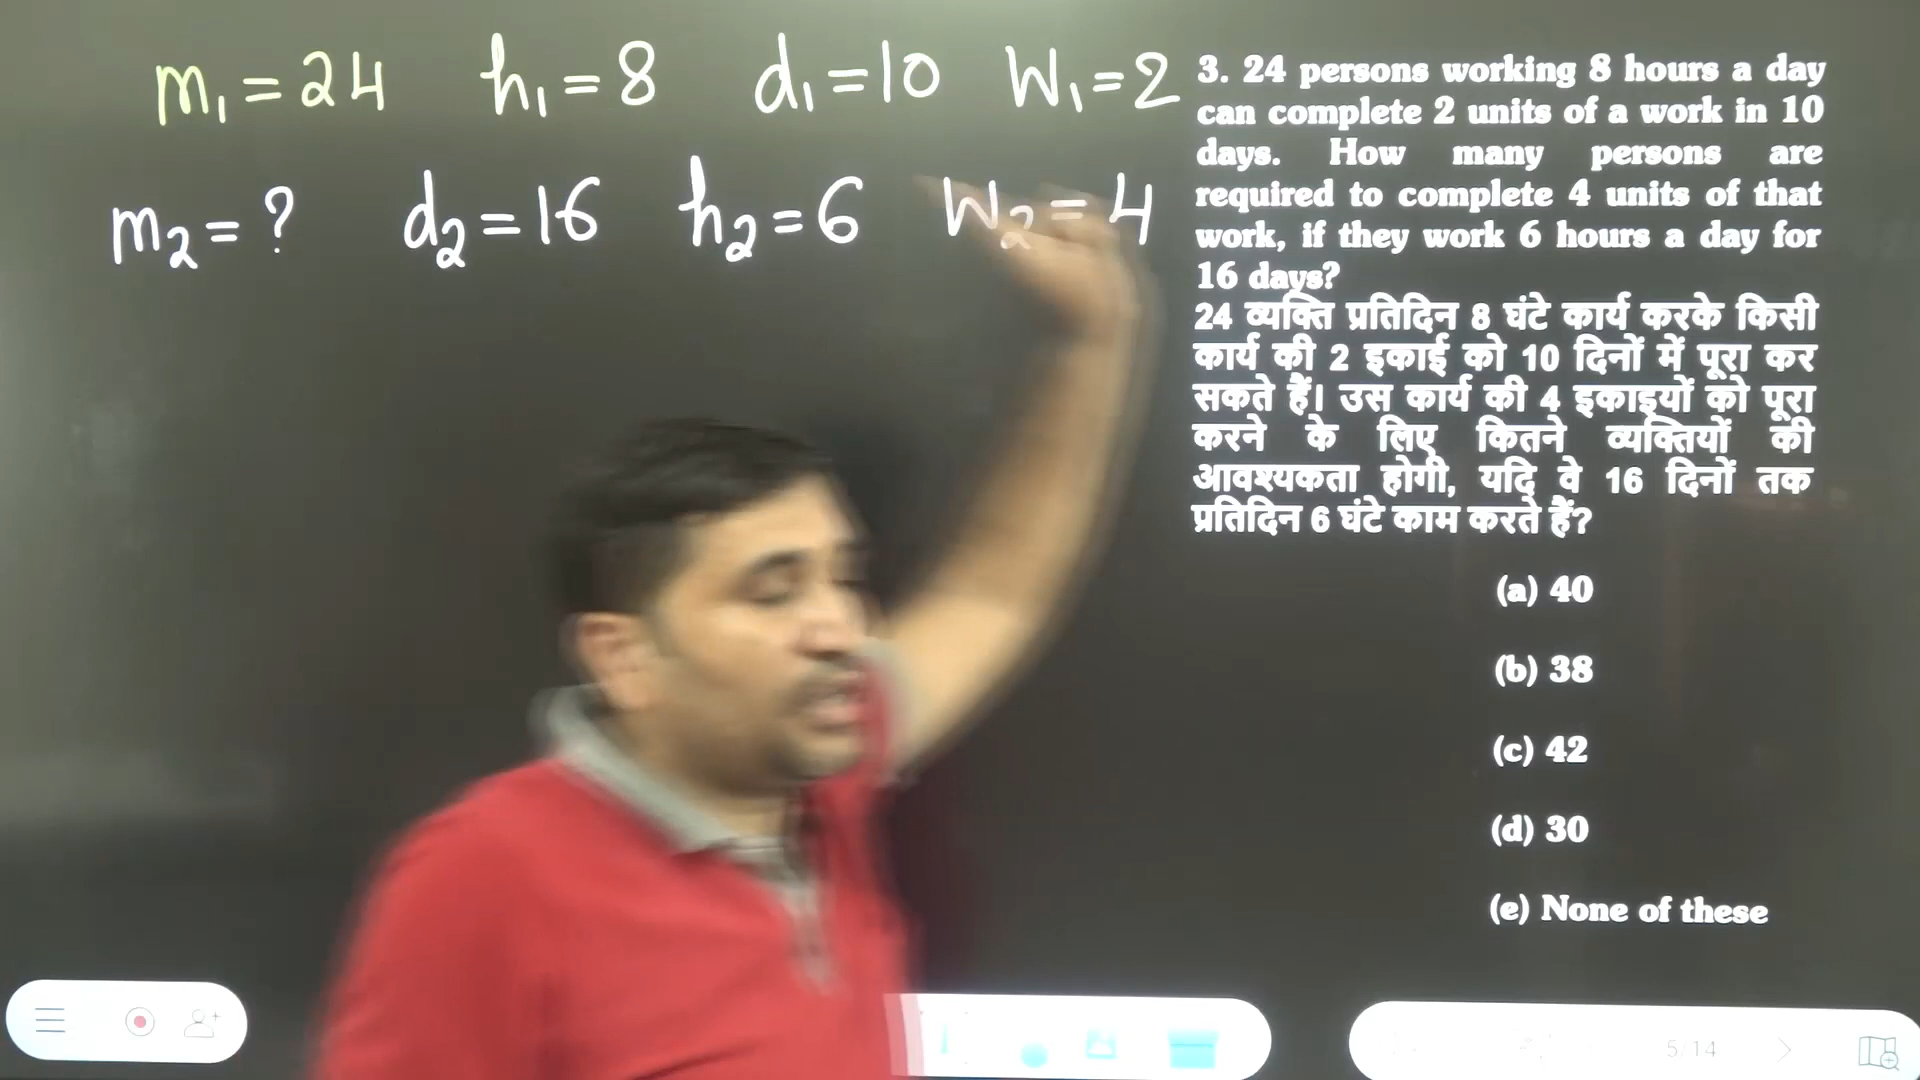 m₁ = 24 h₁ = 8 d₁ = 10 W₁ = 2
m₂ = ? d₂ = 16 h₂ = 6 W₂ = 4
3. 24 persons working 8 hours a day
can complete 2 units of a work in 10
days. How many persons are
required to complete 4 units of that
work, if they work 6 hours a day for
16 days?
24 व्यक्ति प्रतिदिन 8 घंटे कार्य करके किसी
कार्य की 2 इकाई को 10 दिनों में पूरा कर
सकते हैं। उस कार्य की 4 इकाइयों को पूरा
करने के लिए कितने व्यक्तियों की
आवश्यकता होगी, यदि वे 16 दिनों तक
प्रतिदिन 6 घंटे काम करते हैं?
(a) 40
(b) 38
(c) 42
(d) 30
(e) None of these
5/14